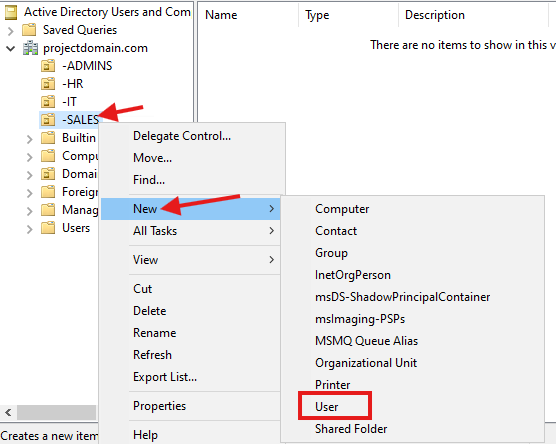 Active Directory Users and Com
Name
Type
Description
Saved Queries
projectdomain.com
There are no items to show in this v
-ADMINS
-HR
-IT
-SALES
Builtin
Compu
Domai
Foreig
Manag
Users
Delegate Control...
Move...
Find...
New
All Tasks
View
Cut
Delete
Rename
Refresh
Export List...
Properties
Help
Computer
Contact
Group
InetOrgPerson
msDS-ShadowPrincipalContainer
msImaging-PSPs
MSMQ Queue Alias
Organizational Unit
Printer
User
Shared Folder
Creates a new item